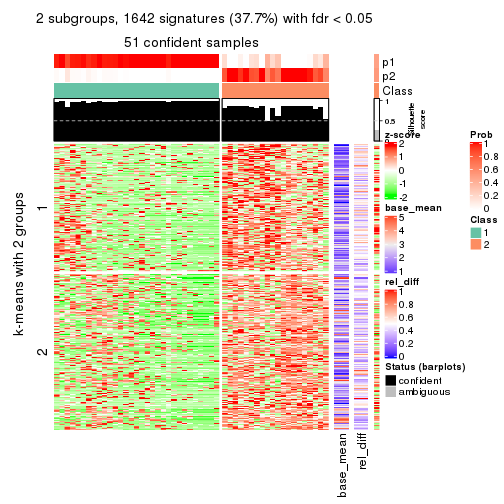 2 subgroups, 1642 signatures (37.7%) with fdr < 0.05
51 confident samples
p1
p2
Class
1
0.5
0
Silhouette
score
k-means with 2 groups
1
2
base_mean
rel_diff
z-score
2
1
0
-1
-2
base_mean
5
4
3
2
1
rel_diff
1
0.8
0.6
0.4
0.2
0
Status (barplots)
confident
ambiguous
Prob
1
0.8
0.6
0.4
0.2
0
Class
1
2